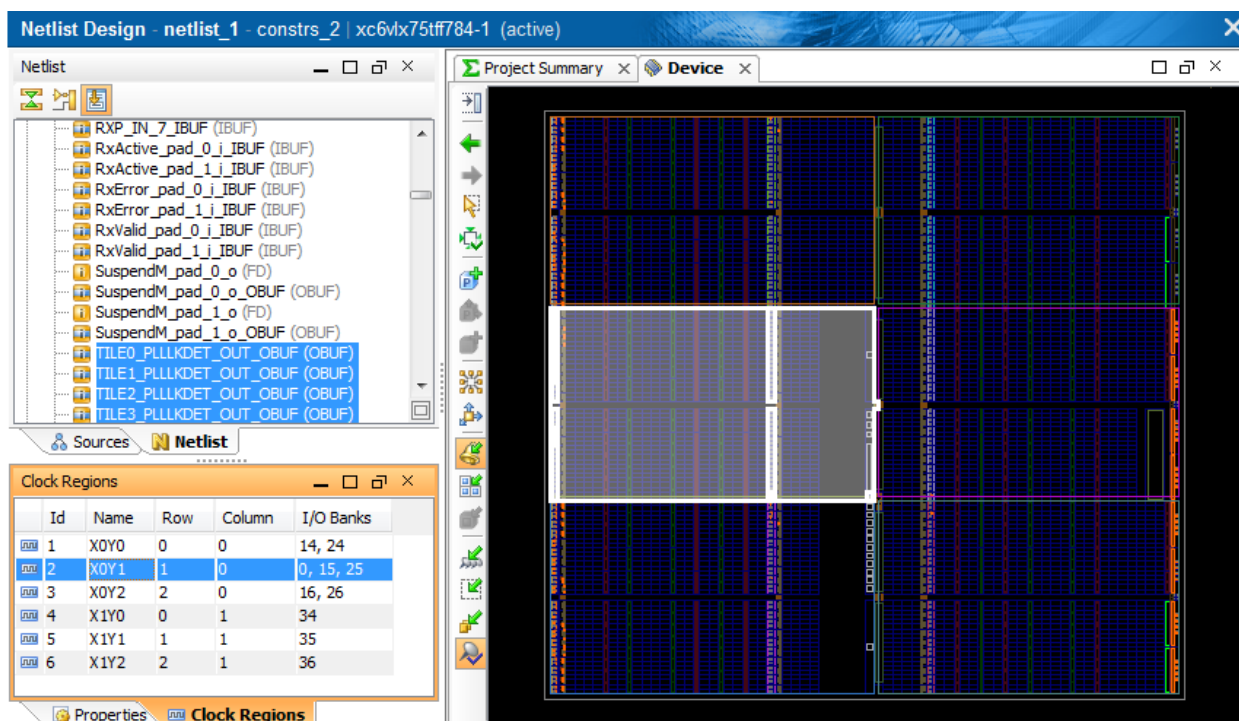 Netlist Design - netlist_1 - constrs_2 | xc6vlx75tff784-1 (active)
Netlist
RXP_IN_7_IBUF (IBUF)
RxActive_pad_0_i_IBUF (IBUF)
RxActive_pad_1_i_IBUF (IBUF)
RxError_pad_0_i_IBUF (IBUF)
RxError_pad_1_i_IBUF (IBUF)
RxValid_pad_0_i_IBUF (IBUF)
RxValid_pad_1_i_IBUF (IBUF)
SuspendM_pad_0_o (FD)
SuspendM_pad_0_o_OBUF (OBUF)
SuspendM_pad_1_o (FD)
SuspendM_pad_1_o_OBUF (OBUF)
TILE0_PLLLKDET_OUT_OBUF (OBUF)
TILE1_PLLLKDET_OUT_OBUF (OBUF)
TILE2_PLLLKDET_OUT_OBUF (OBUF)
TILE3_PLLLKDET_OUT_OBUF (OBUF)
Sources Netlist
Clock Regions
Id Name Row Column I/O Banks
1 X0Y0 0 0 14, 24
2 X0Y1 1 0 0, 15, 25
3 X0Y2 2 0 16, 26
4 X1Y0 0 1 34
5 X1Y1 1 1 35
6 X1Y2 2 1 36
Properties Clock Regions
Project Summary Device